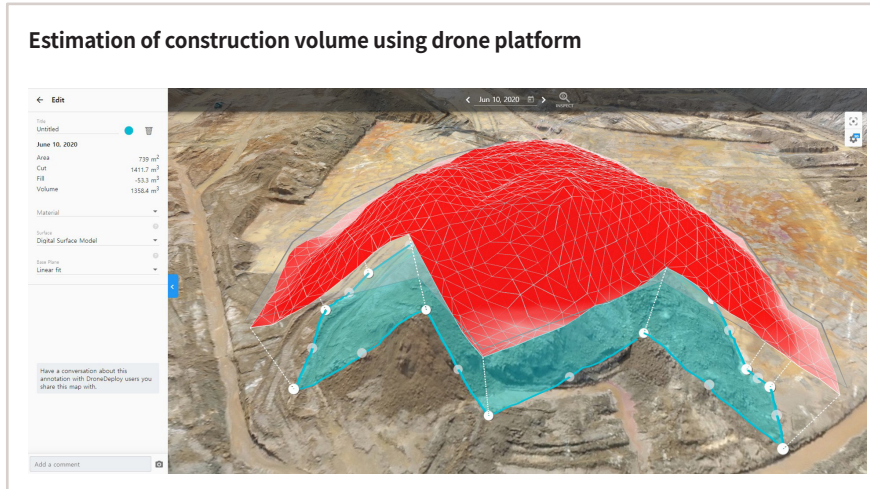 Estimation of construction volume using drone platform
Edit
Jun 10, 2020
INSPECT
Title
Untitled
June 10, 2020
Area 739 m²
Cut 1411.7 m³
Fill -53.3 m³
Volume 1358.4 m³
Material
Surface
Digital Surface Model
Base Plane
Linear fit
Have a conversation about this
annotation with DroneDeploy users you
share this map with.
Add a comment